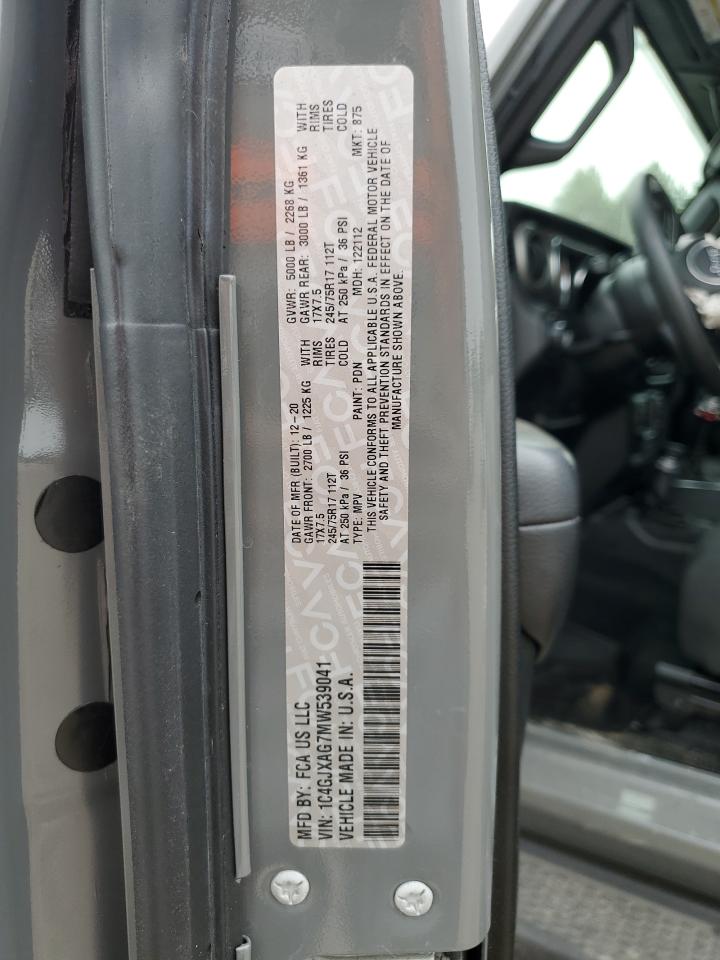 MFD BY: FCA US LLC
VIN: 1C4GJXAG7MW539041
VEHICLE MADE IN: U.S.A.
DATE OF MFR (BUILT): 12-20 GVWR: 5000 LB / 2268 KG
GAWR FRONT: 2700 LB / 1225 KG WITH GAWR REAR: 3000 LB / 1361 KG WITH
17X7.5 RIMS 17X7.5 RIMS
245/75R17 112T TIRES 245/75R17 112T TIRES
AT 250 kPa / 36 PSI COLD AT 250 kPa / 36 PSI COLD
TYPE: MPV PAINT: PDN MDH: 122112 MKT: 875
THIS VEHICLE CONFORMS TO ALL APPLICABLE U.S.A. FEDERAL MOTOR VEHICLE
SAFETY AND THEFT PREVENTION STANDARDS IN EFFECT ON THE DATE OF
MANUFACTURE SHOWN ABOVE.